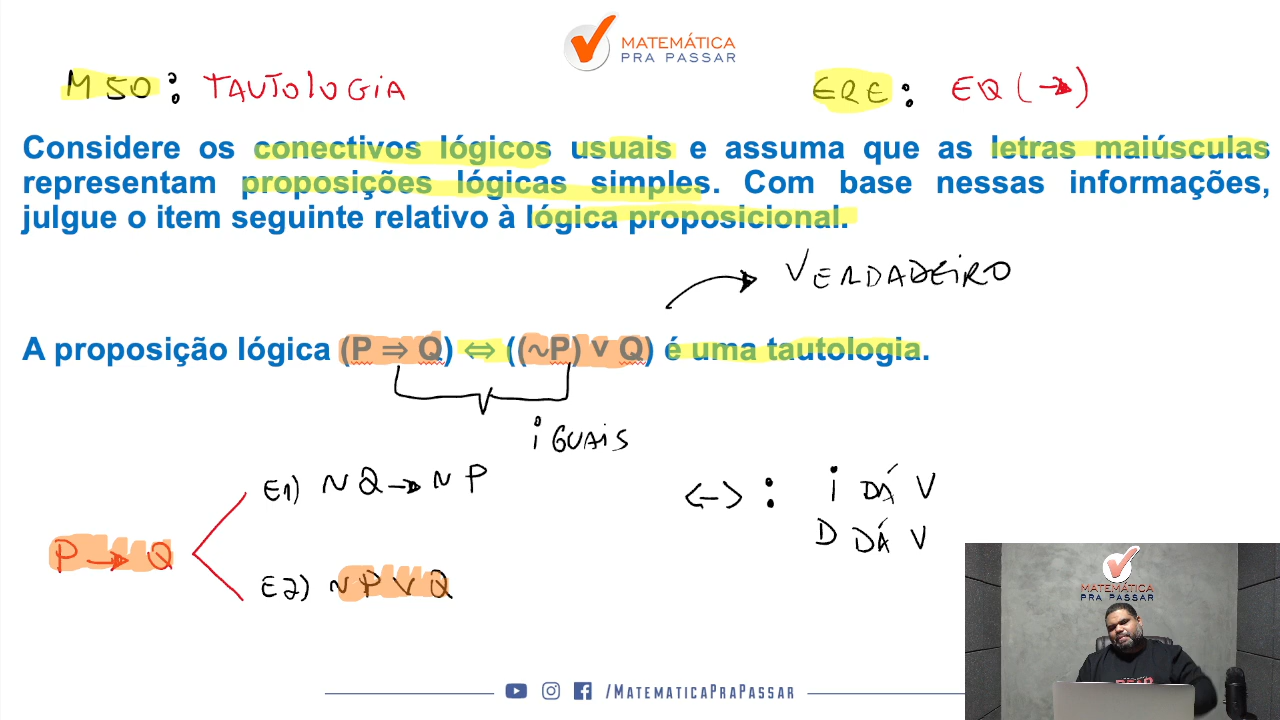 MATEMÁTICA
PRA PASSAR
M50: TAUTOLOGIA
ERE: EQ (→)
Considere os conectivos lógicos usuais e assuma que as letras maiúsculas
representam proposições lógicas simples. Com base nessas informações,
julgue o item seguinte relativo à lógica proposicional.
VERDADEIRO
A proposição lógica (P ⇒ Q) ⇔ ((~P) ∨ Q) é uma tautologia.
iGUAiS
E1) ~Q → ~P
<->: i DÁ V
D DÁ V
P → Q
E2) ~P ∨ Q
MATEMÁTICA
PRA PASSAR
/MATEMATICAPRAPASSAR